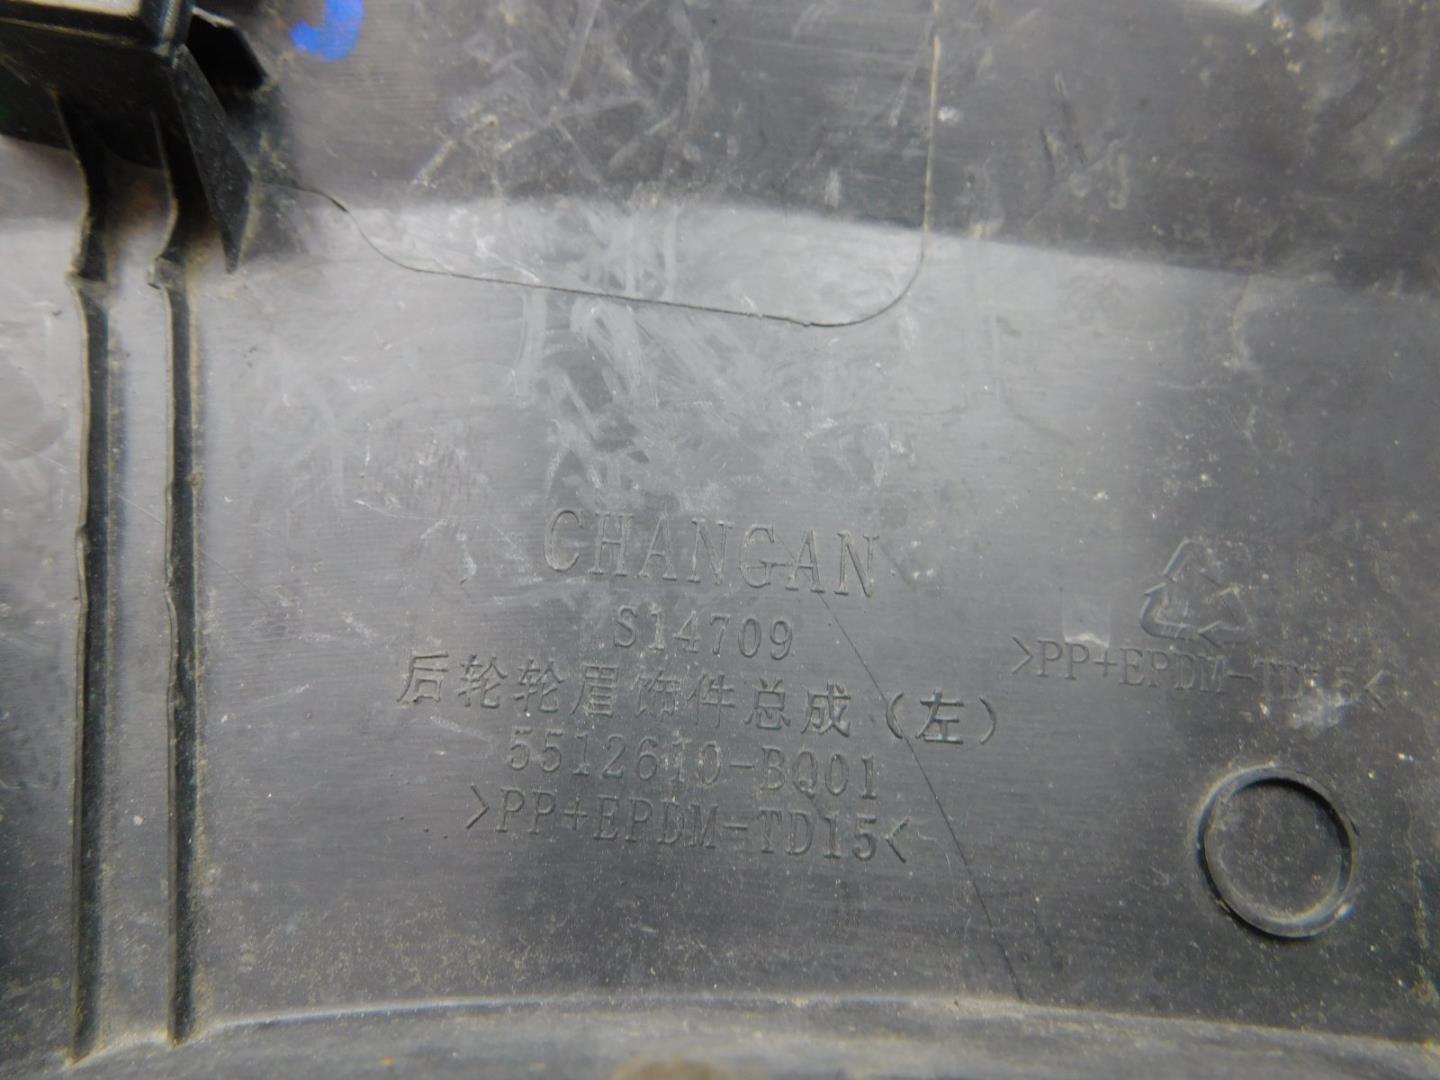 CHANGAN
S14709
后轮轮眉饰件总成（左）
5512610-BQ01
>PP+EPDM-TD15<
>PP+EPDM-TD15<